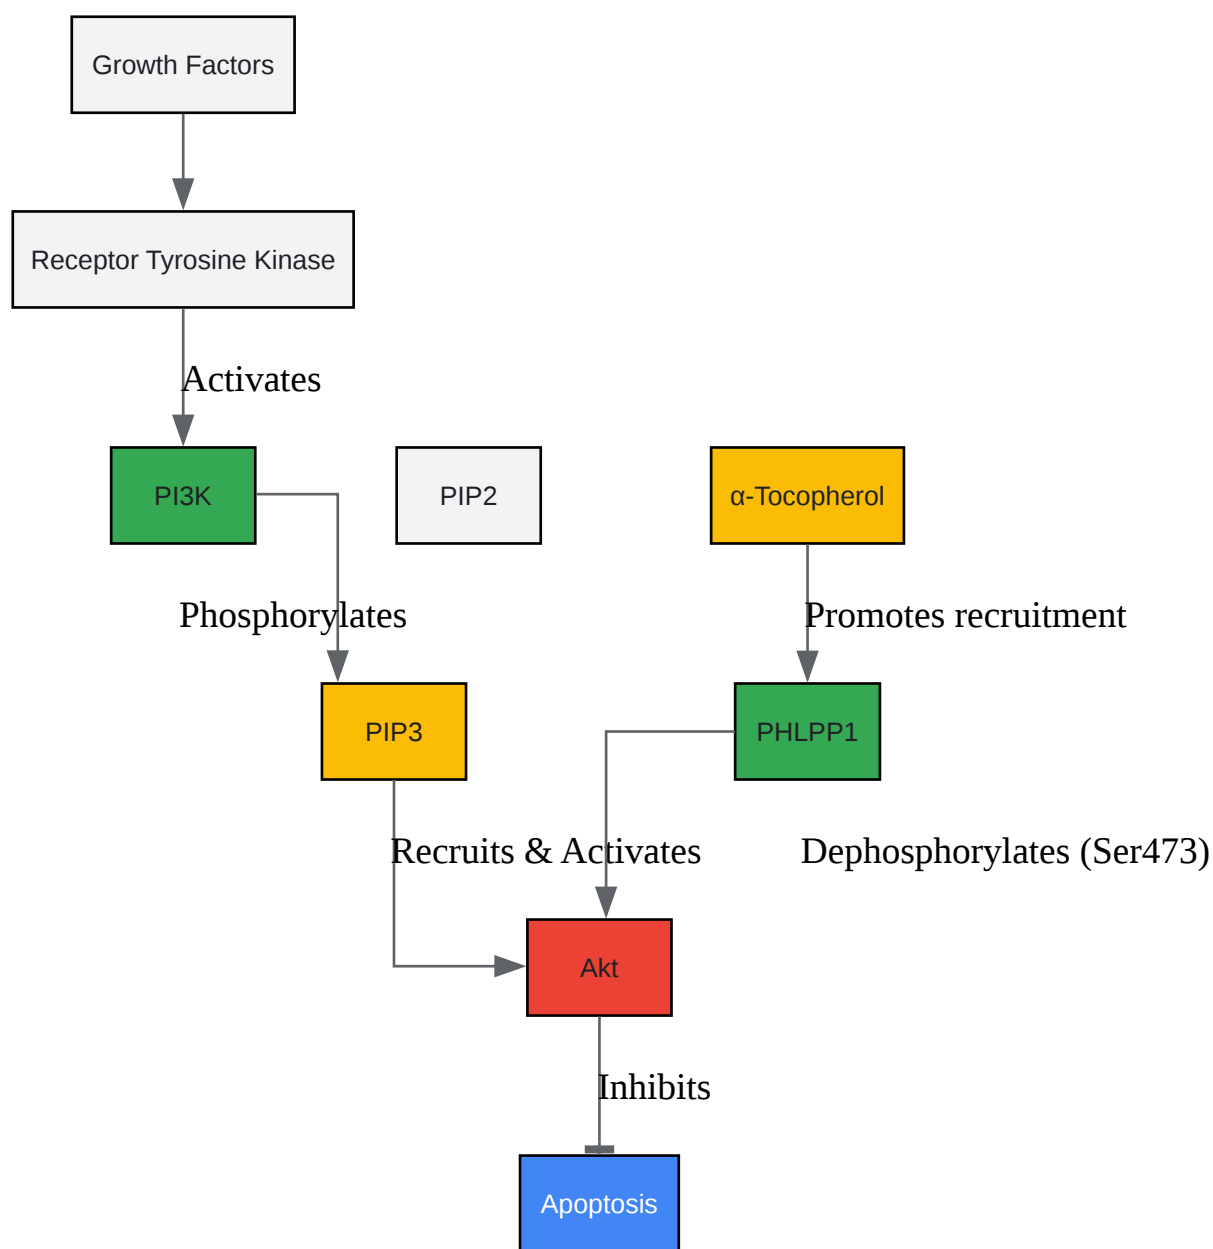 Growth Factors
Receptor Tyrosine Kinase
Activates
PI3K
PIP2
α-Tocopherol
Phosphorylates
Promotes recruitment
PIP3
PHLPP1
Recruits & Activates
Dephosphorylates (Ser473)
Akt
Inhibits
Apoptosis